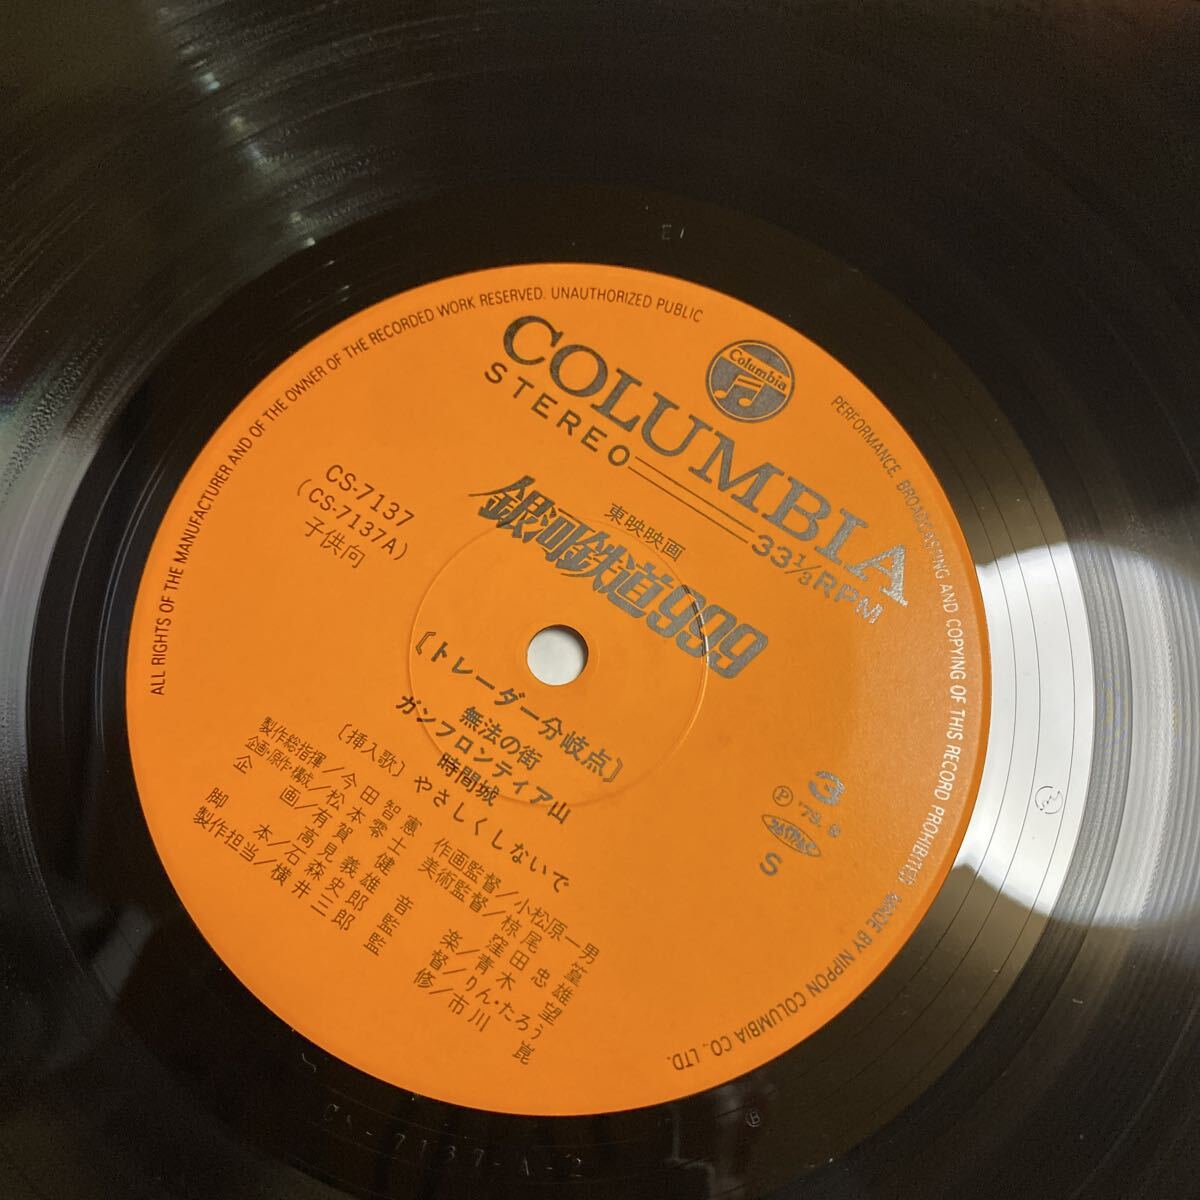 ALL RIGHTS OF THE MANUFACTURER AND OF THE OWNER OF THE RECORDED WORK RESERVED. UNAUTHORIZED PUBLIC PERFORMANCE. BROADCASTING AND COPYING OF THIS RECORD PROHIBITED. MADE BY NIPPON COLUMBIA CO., LTD.
Columbia
COLUMBIA
STEREO 33 1/3 RPM
東映映画
銀河鉄道999
CS-7137
(CS-7137A)
子供向
3
Ⓟ '79. 8
S
《トレーダー分岐点》
無法の街
ガンフロンティア山
時間城
〔挿入歌〕やさしくしないで
製作総指揮/今田智憲
企画・原作・構成/松本零士
企画/有賀健
高見義雄
脚本/石森史郎
製作担当/横井三郎
作画監督/小松原一男
美術監督/椋尾篁
窪田忠雄
音楽/青木望
監督/りん・たろう
監修/市川崑
CS-7137-A-2